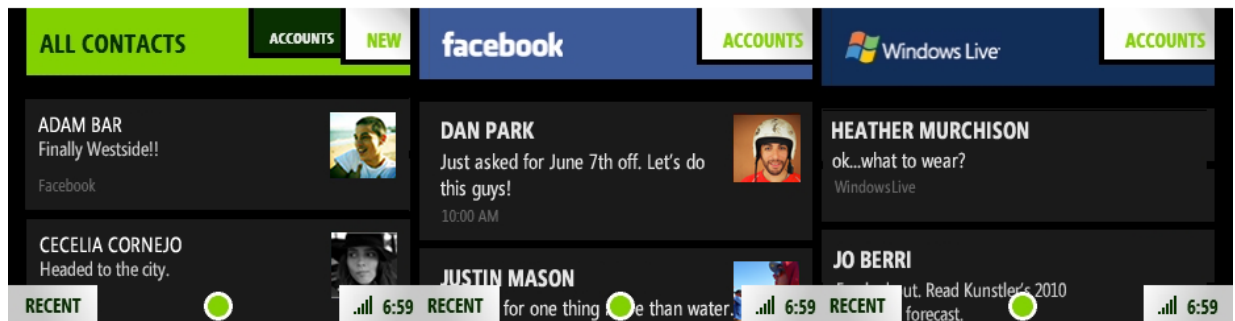 ALL CONTACTS
ACCOUNTS
NEW
ADAM BAR
Finally Westside!!
Facebook
CECELIA CORNEJO
Headed to the city.
RECENT
6:59
facebook
ACCOUNTS
DAN PARK
Just asked for June 7th off. Let's do
this guys!
10:00 AM
JUSTIN MASON
for one thing than water.
RECENT
6:59
Windows Live
ACCOUNTS
HEATHER MURCHISON
ok...what to wear?
WindowsLive
JO BERRI
out. Read Kunstler's 2010
forecast.
RECENT
6:59